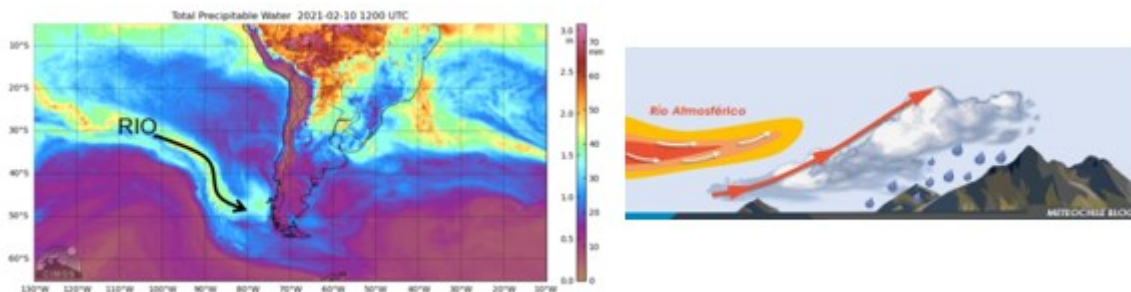 Total Precipitable Water 2021-02-10 1200 UTC
3.0 70
in mm
10°S
2.5 60
20°S
50
2.0
RIO
30°S
40
1.5
40°S
30
1.0
50°S
20
0.5
10
60°S
CIMSS
0.0 0
130°W 120°W 110°W 100°W 90°W 80°W 70°W 60°W 50°W 40°W 30°W 20°W 10°W
Río Atmosférico
METEOCHILE BLOG